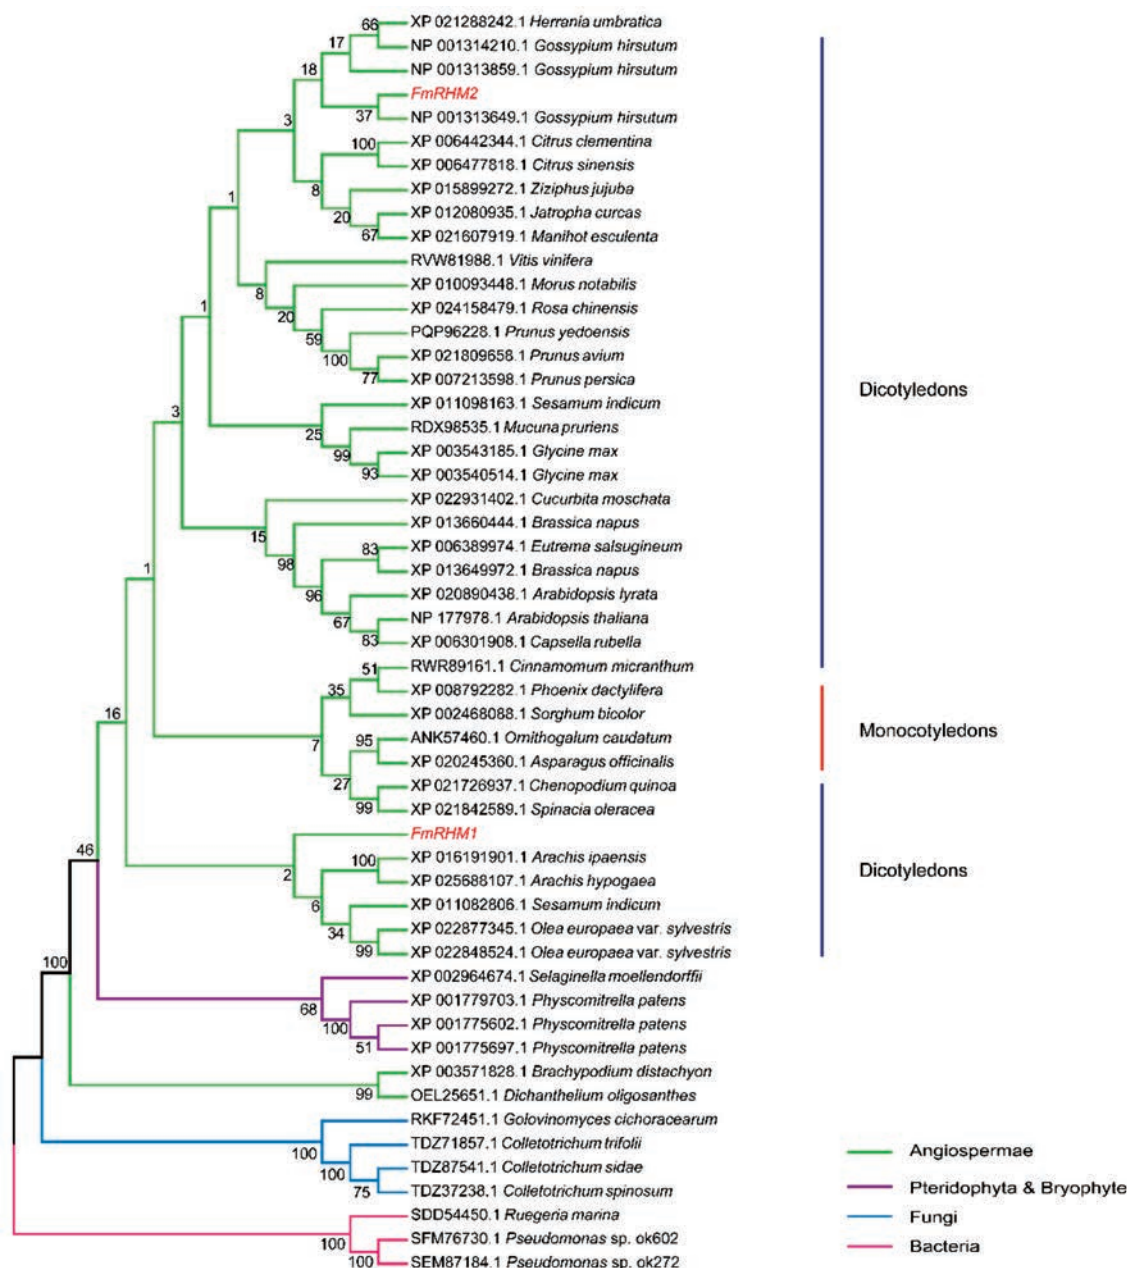 66
XP 021288242.1 Herrania umbratica
17
NP 001314210.1 Gossypium hirsutum
18
NP 001313859.1 Gossypium hirsutum
FmRHM2
37
NP 001313649.1 Gossypium hirsutum
3
100
XP 006442344.1 Citrus clementina
XP 006477818.1 Citrus sinensis
8
XP 015899272.1 Ziziphus jujuba
1
20
XP 012080935.1 Jatropha curcas
67
XP 021607919.1 Manihot esculenta
RVW81988.1 Vitis vinifera
8
XP 010093448.1 Morus notabilis
1
20
XP 024158479.1 Rosa chinensis
59
PQP96228.1 Prunus yedoensis
100
XP 021809658.1 Prunus avium
77
XP 007213598.1 Prunus persica
Dicotyledons
3
XP 011098163.1 Sesamum indicum
25
RDX98535.1 Mucuna pruriens
99
XP 003543185.1 Glycine max
93
XP 003540514.1 Glycine max
XP 022931402.1 Cucurbita moschata
15
XP 013660444.1 Brassica napus
98
83
XP 006389974.1 Eutrema salsugineum
1
XP 013649972.1 Brassica napus
96
XP 020890438.1 Arabidopsis lyrata
67
NP 177978.1 Arabidopsis thaliana
83
XP 006301908.1 Capsella rubella
51
RWR89161.1 Cinnamomum micranthum
35
XP 008792282.1 Phoenix dactylifera
16
XP 002468088.1 Sorghum bicolor
7
95
ANK57460.1 Ornithogalum caudatum
Monocotyledons
XP 020245360.1 Asparagus officinalis
27
XP 021726937.1 Chenopodium quinoa
99
XP 021842589.1 Spinacia oleracea
FmRHM1
46
100
XP 016191901.1 Arachis ipaensis
2
XP 025688107.1 Arachis hypogaea
Dicotyledons
6
XP 011082806.1 Sesamum indicum
34
XP 022877345.1 Olea europaea var. sylvestris
99
XP 022848524.1 Olea europaea var. sylvestris
100
XP 002964674.1 Selaginella moellendorffii
68
XP 001779703.1 Physcomitrella patens
100
XP 001775602.1 Physcomitrella patens
51
XP 001775697.1 Physcomitrella patens
XP 003571828.1 Brachypodium distachyon
99
OEL25651.1 Dichanthelium oligosanthes
RKF72451.1 Golovinomyces cichoracearum
100
TDZ71857.1 Colletotrichum trifolii
100
TDZ87541.1 Colletotrichum sidae
75
TDZ37238.1 Colletotrichum spinosum
SDD54450.1 Ruegeria marina
100
SFM76730.1 Pseudomonas sp. ok602
100
SEM87184.1 Pseudomonas sp. ok272
Angiospermae
Pteridophyta & Bryophyte
Fungi
Bacteria